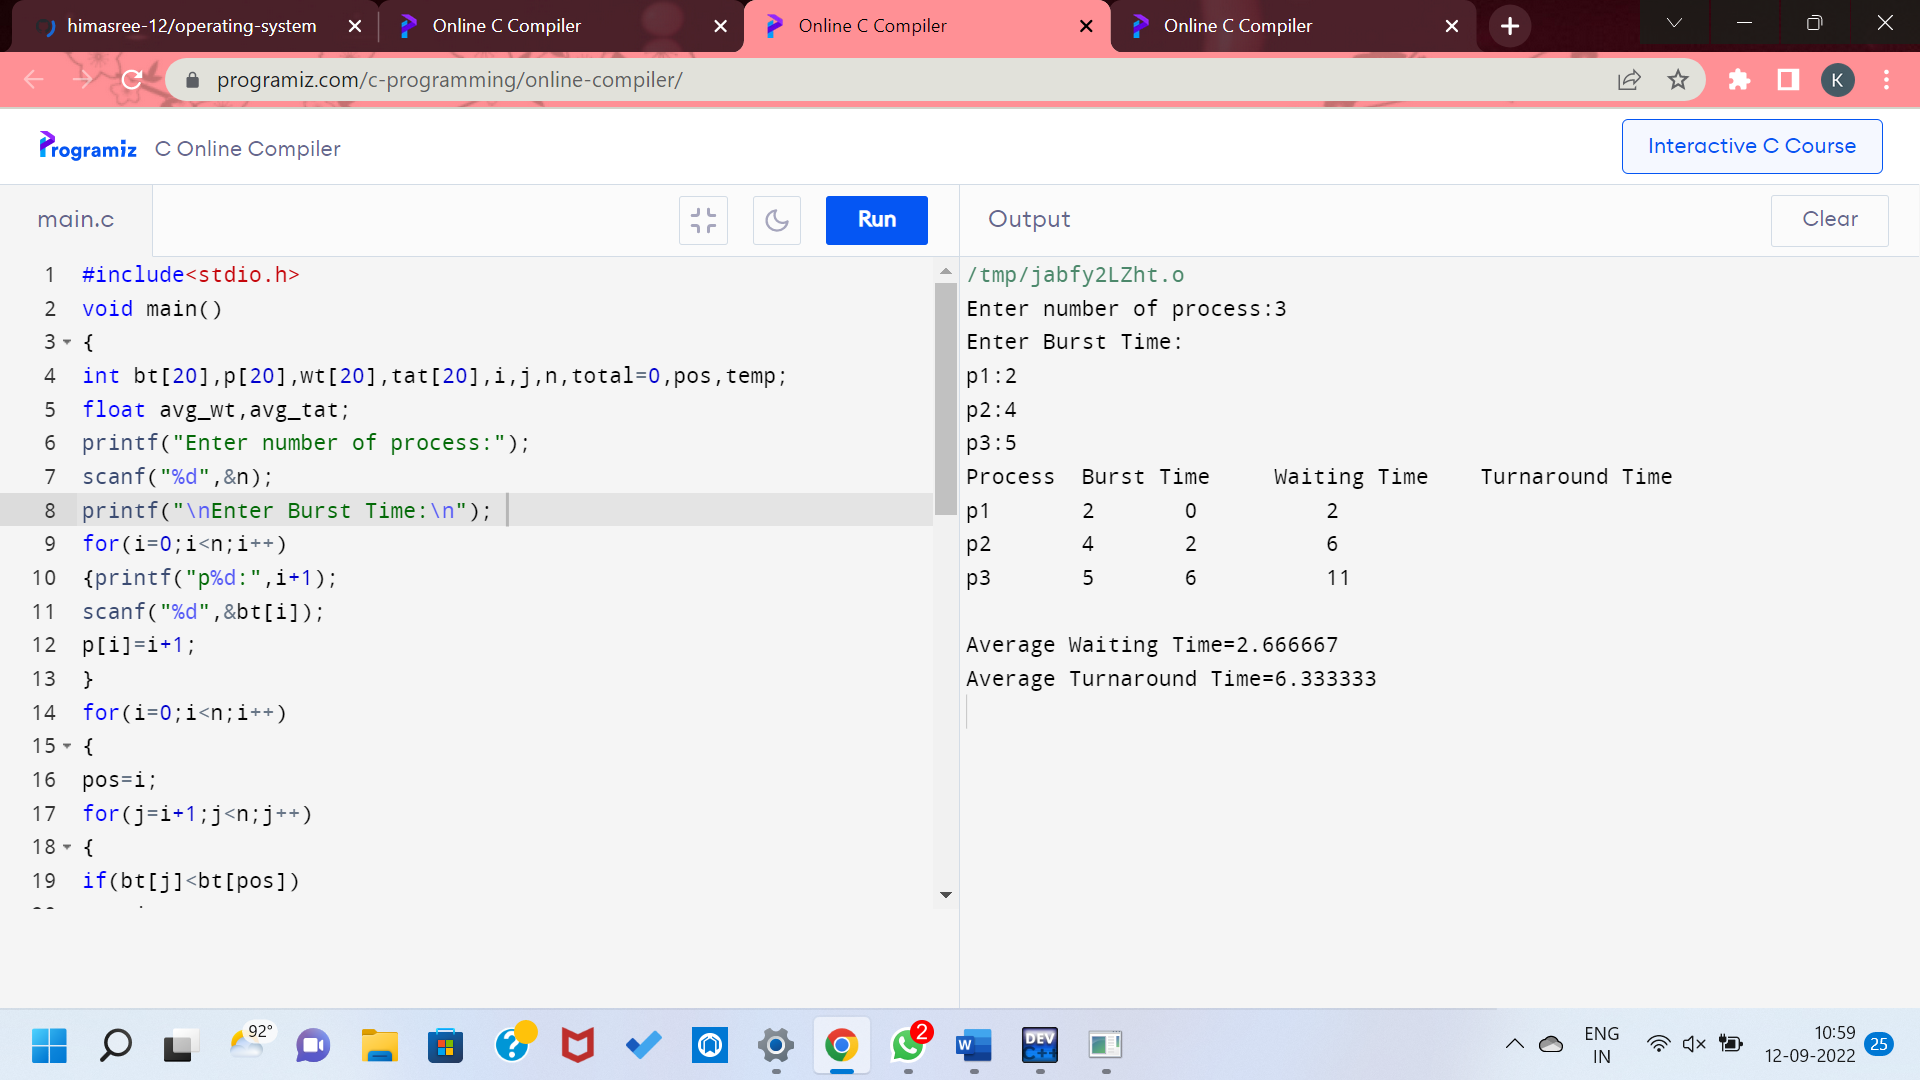 himasree-12/operating-system
Online C Compiler
Online C Compiler
Online C Compiler
programiz.com/c-programming/online-compiler/
K
Programiz
C Online Compiler
Interactive C Course
main.c
Run
Output
Clear
1 #include<stdio.h>
2 void main()
3 {
4 int bt[20],p[20],wt[20],tat[20],i,j,n,total=0,pos,temp;
5 float avg_wt,avg_tat;
6 printf("Enter number of process:");
7 scanf("%d",&n);
8 printf("\nEnter Burst Time:\n");
9 for(i=0;i<n;i++)
10 {printf("p%d:",i+1);
11 scanf("%d",&bt[i]);
12 p[i]=i+1;
13 }
14 for(i=0;i<n;i++)
15 {
16 pos=i;
17 for(j=i+1;j<n;j++)
18 {
19 if(bt[j]<bt[pos])
/tmp/jabfy2LZht.o
Enter number of process:3
Enter Burst Time:
p1:2
p2:4
p3:5
Process Burst Time Waiting Time Turnaround Time
p1 2 0 2
p2 4 2 6
p3 5 6 11
Average Waiting Time=2.666667
Average Turnaround Time=6.333333
92°
2
W
DEV
C++
ENG
IN
10:59
12-09-2022
25